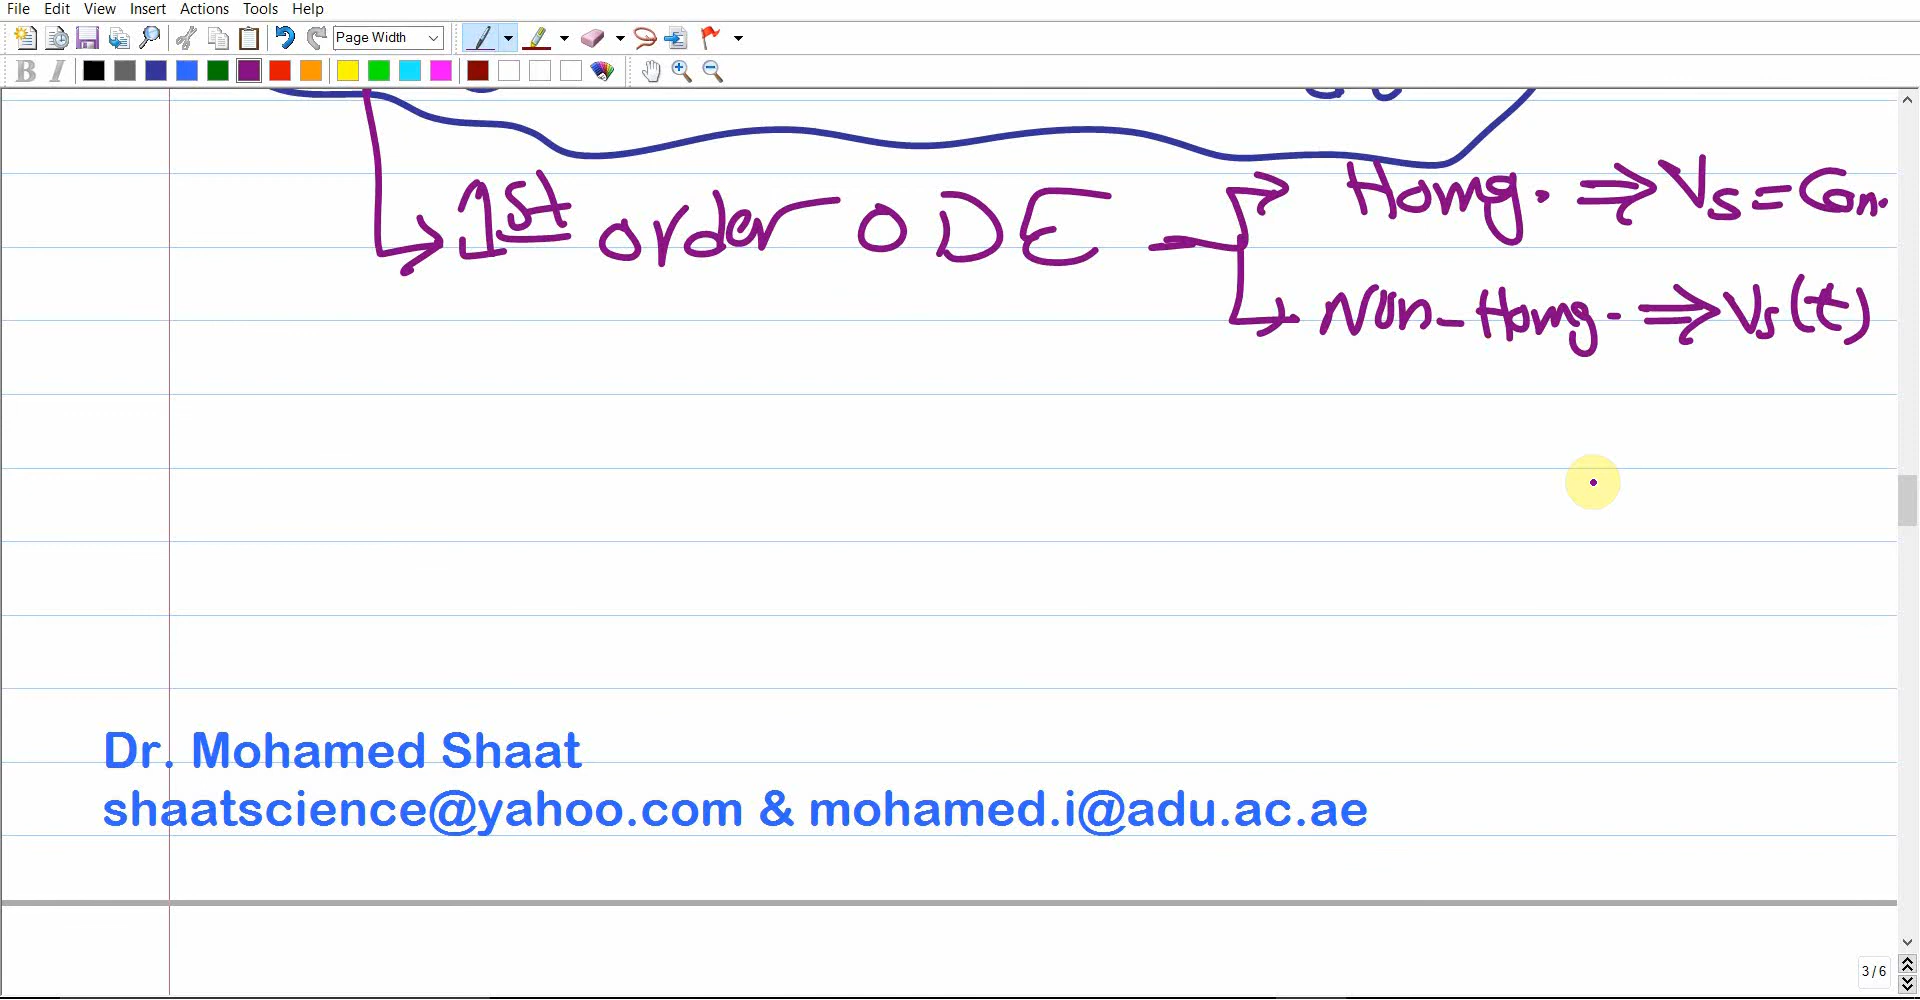 File Edit View Insert Actions Tools Help
Page Width
B I
1st order ODE → Homg. ⇒ Vs = Con.
→ Non-Homg. ⇒ Vs(t)
Dr. Mohamed Shaat
shaatscience@yahoo.com & mohamed.i@adu.ac.ae
3 / 6